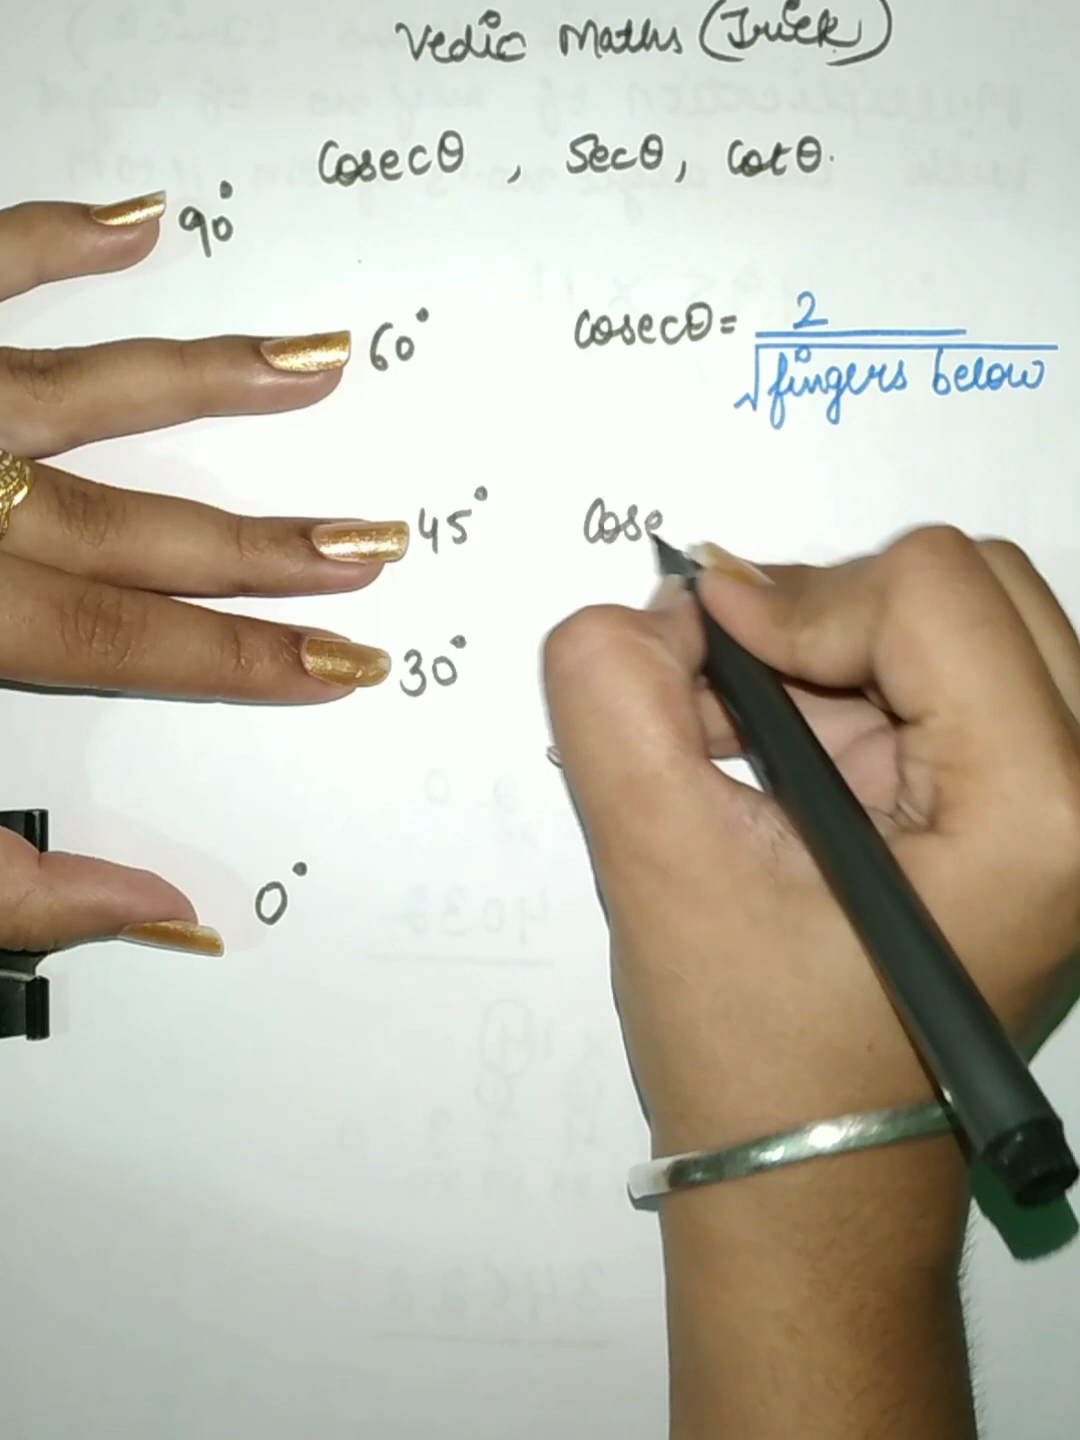 Vedic Maths (Trick)
Cosecθ , Secθ, Cotθ.
90°
60°
cosecθ = 2 / √fingers below
45°
Cose
30°
0°